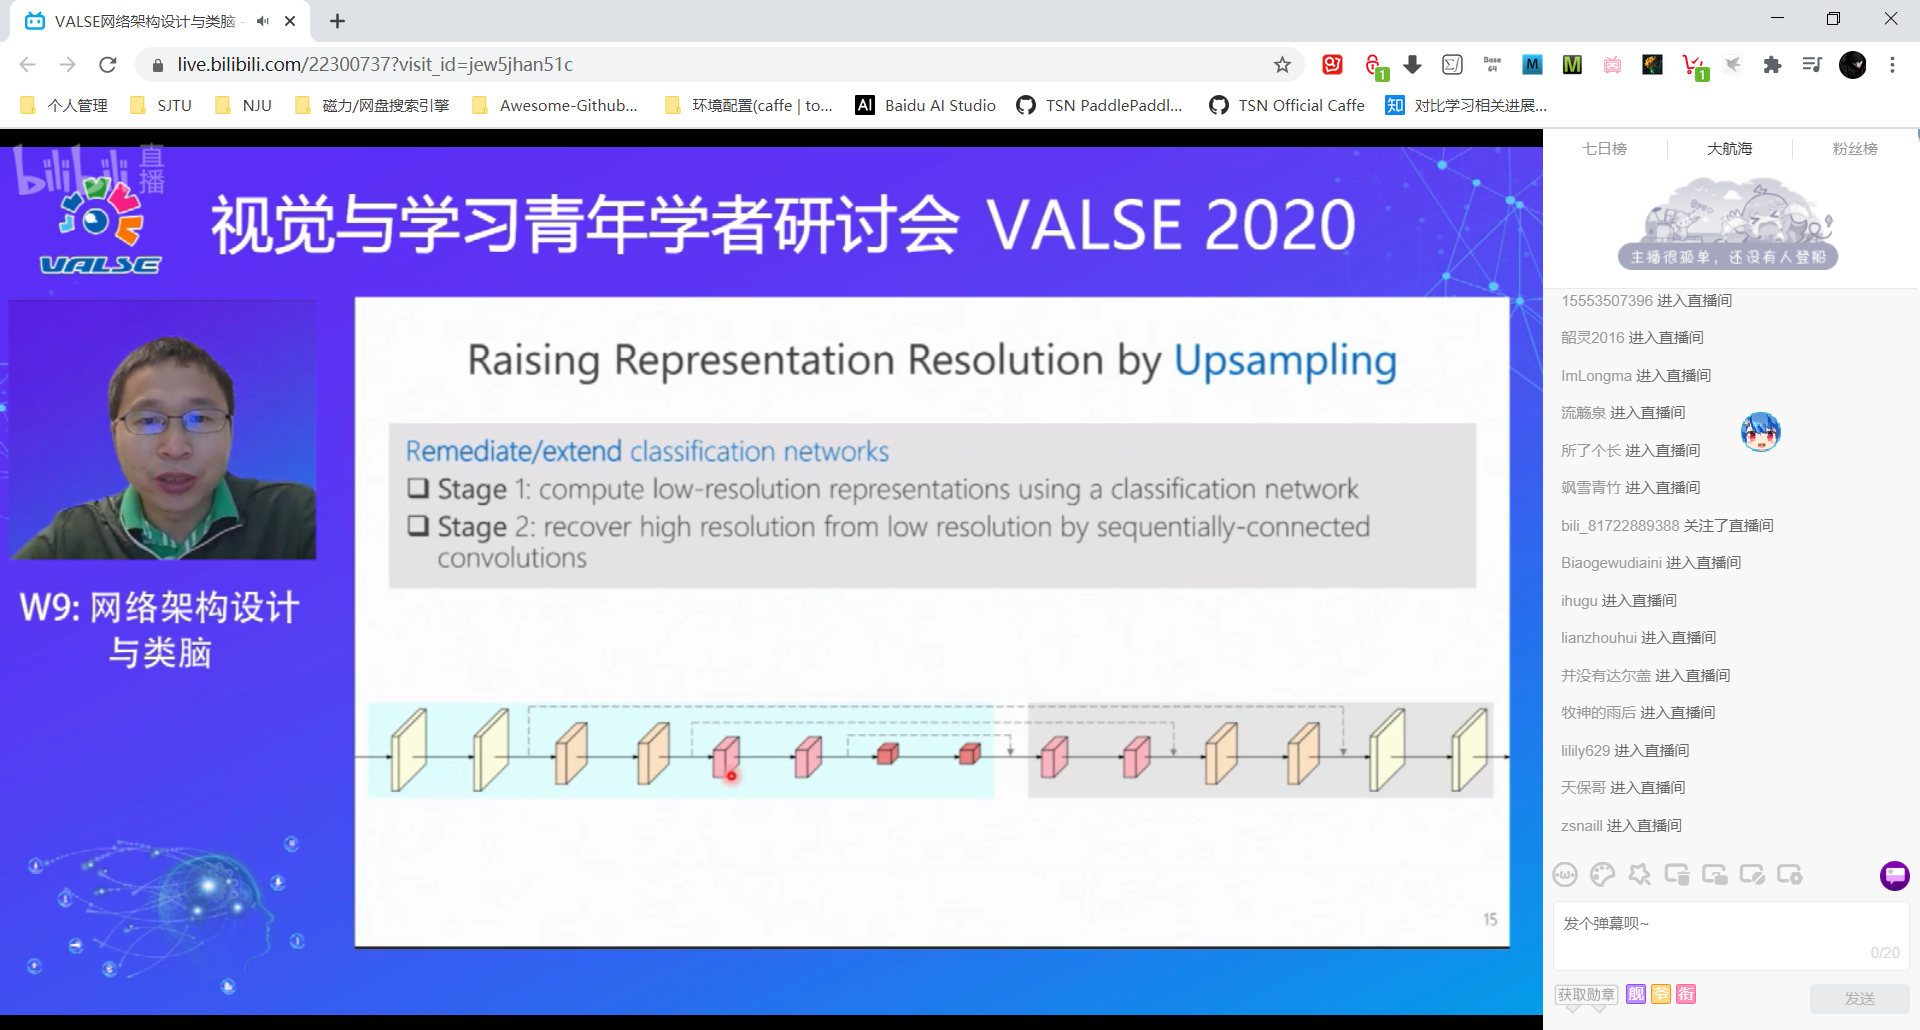 VALSE网络架构设计与类脑
live.bilibili.com/22300737?visit_id=jew5jhan51c
1
Base
64
M
M
1
个人管理
SJTU
NJU
磁力/网盘搜索引擎
Awesome-Github...
环境配置(caffe | to...
AI
Baidu AI Studio
TSN PaddlePaddl...
TSN Official Caffe
知
对比学习相关进展...
bilibili 直播
VALSE
视觉与学习青年学者研讨会 VALSE 2020
W9: 网络架构设计
与类脑
Raising Representation Resolution by Upsampling
Remediate/extend classification networks
Stage 1: compute low-resolution representations using a classification network
Stage 2: recover high resolution from low resolution by sequentially-connected
convolutions
15
七日榜
大航海
粉丝榜
主播很孤单，还没有人登船
15553507396 进入直播间
韶灵2016 进入直播间
ImLongma 进入直播间
流觞泉 进入直播间
所了个长 进入直播间
飒雪青竹 进入直播间
bili_81722889388 关注了直播间
Biaogewudiaini 进入直播间
ihugu 进入直播间
lianzhouhui 进入直播间
并没有达尔盖 进入直播间
牧神的雨后 进入直播间
lilily629 进入直播间
天保哥 进入直播间
zsnaill 进入直播间
发个弹幕呗~
0/20
获取勋章
舰
爷
衔
发送